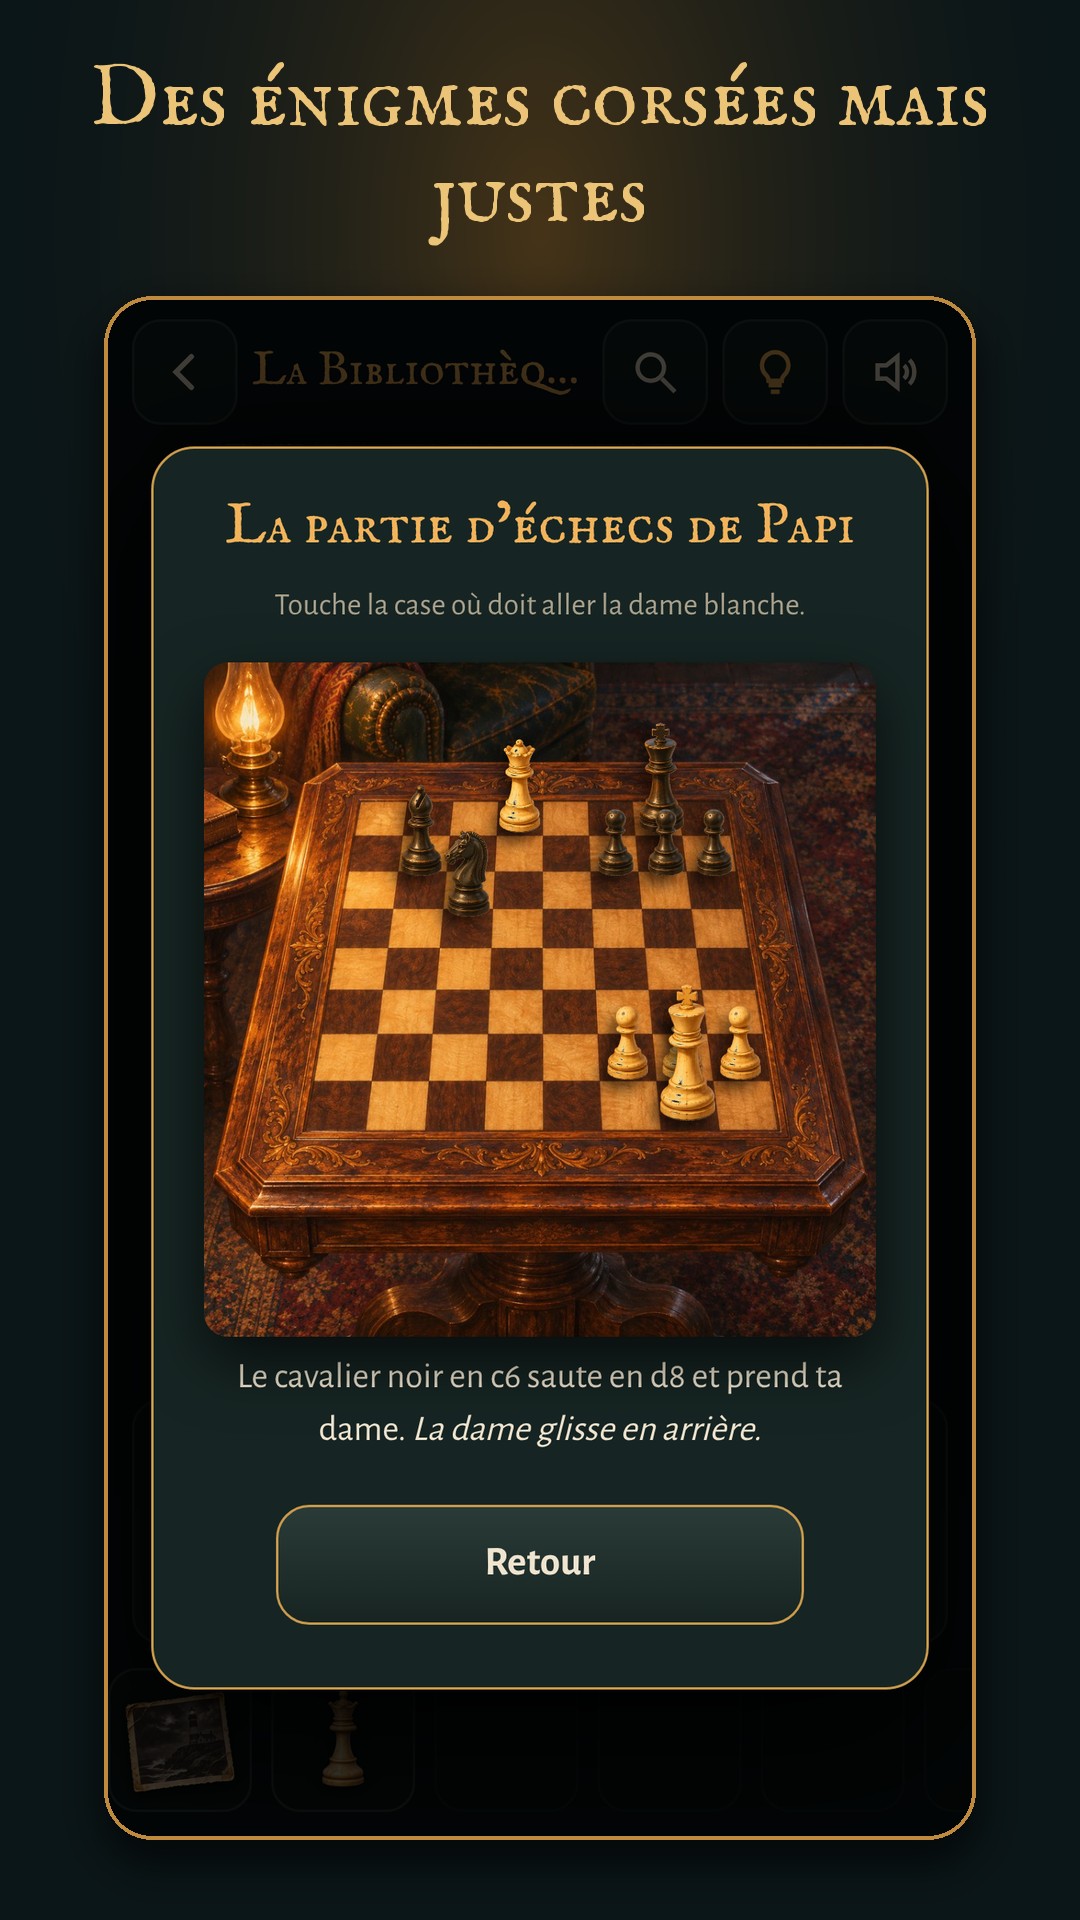 Des énigmes corsées mais
justes
La Bibliothèq...
La partie d’échecs de Papi
Touche la case où doit aller la dame blanche.
Le cavalier noir en c6 saute en d8 et prend ta
dame. La dame glisse en arrière.
Retour